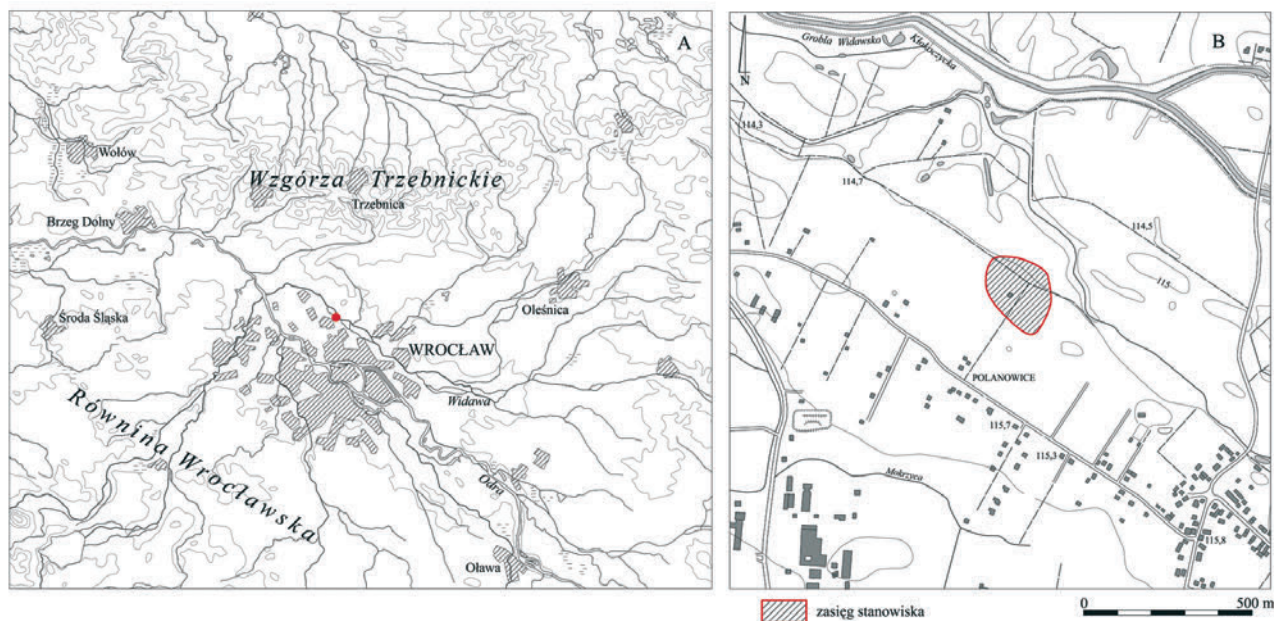 A
Wołów
Wzgórza Trzebnickie
Trzebnica
Brzeg Dolny
Oleśnica
Środa Śląska
WROCŁAW
Widawa
Równina Wrocławska
Odra
Oława
B
Grobla Widawsko
Kłokoczycka
N
114,3
114,7
114,5
115
POLANOWICE
115,7
115,3
Mokrzyca
115,8
zasięg stanowiska
0 500 m